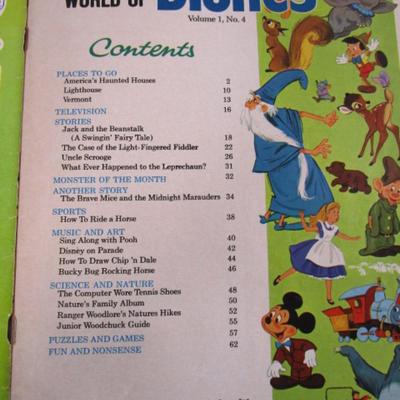 WORLD OF DISNEY
Volume 1, No. 4
Contents
PLACES TO GO
America's Haunted Houses 2
Lighthouse 10
Vermont 13
TELEVISION 16
STORIES
Jack and the Beanstalk
(A Swingin' Fairy Tale) 18
The Case of the Light-Fingered Fiddler 22
Uncle Scrooge 26
What Ever Happened to the Leprechaun? 31
MONSTER OF THE MONTH 32
ANOTHER STORY
The Brave Mice and the Midnight Marauders 34
SPORTS
How To Ride a Horse 38
MUSIC AND ART
Sing Along with Pooh 40
Disney on Parade 42
How To Draw Chip 'n Dale 44
Bucky Bug Rocking Horse 46
SCIENCE AND NATURE
The Computer Wore Tennis Shoes 48
Nature's Family Album 50
Ranger Woodlore's Natures Hikes 52
Junior Woodchuck Guide 55
PUZZLES AND GAMES 57
FUN AND NONSENSE 62